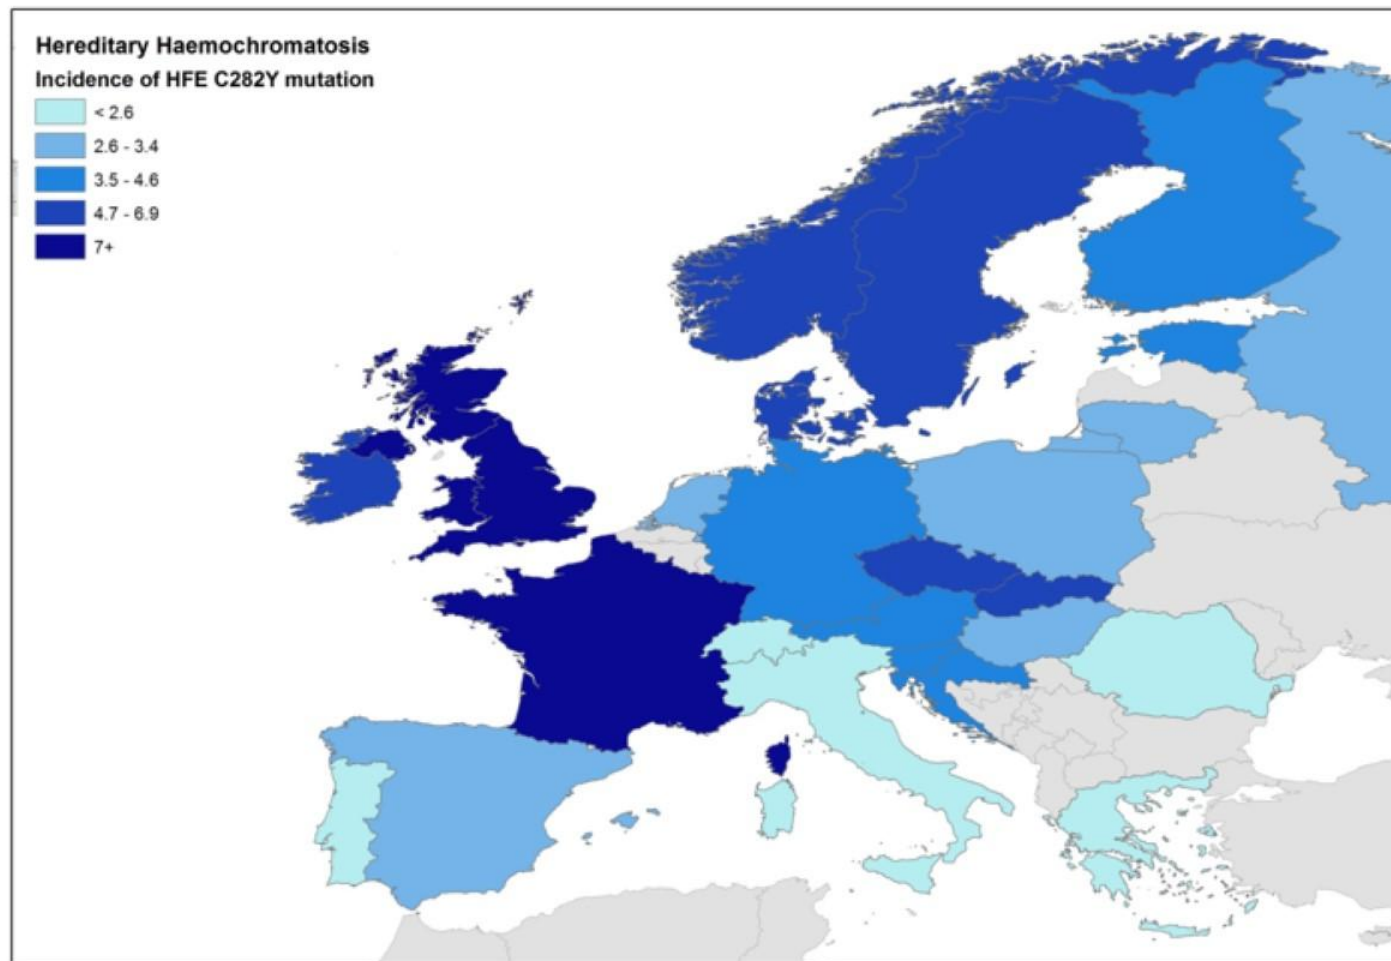 Hereditary Haemochromatosis
Incidence of HFE C282Y mutation
< 2.6
2.6 - 3.4
3.5 - 4.6
4.7 - 6.9
7+